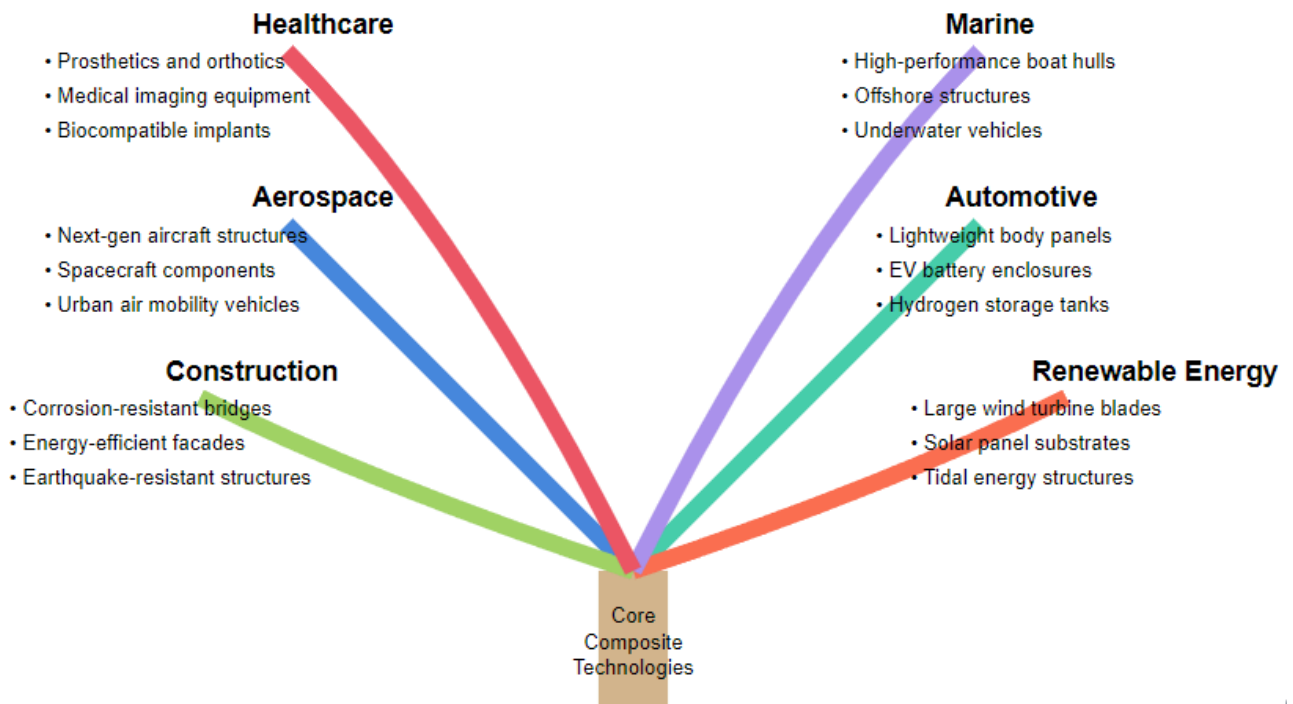 Healthcare
• Prosthetics and orthotics
• Medical imaging equipment
• Biocompatible implants
Marine
• High-performance boat hulls
• Offshore structures
• Underwater vehicles
Aerospace
• Next-gen aircraft structures
• Spacecraft components
• Urban air mobility vehicles
Automotive
• Lightweight body panels
• EV battery enclosures
• Hydrogen storage tanks
Construction
• Corrosion-resistant bridges
• Energy-efficient facades
• Earthquake-resistant structures
Renewable Energy
• Large wind turbine blades
• Solar panel substrates
• Tidal energy structures
Core
Composite
Technologies